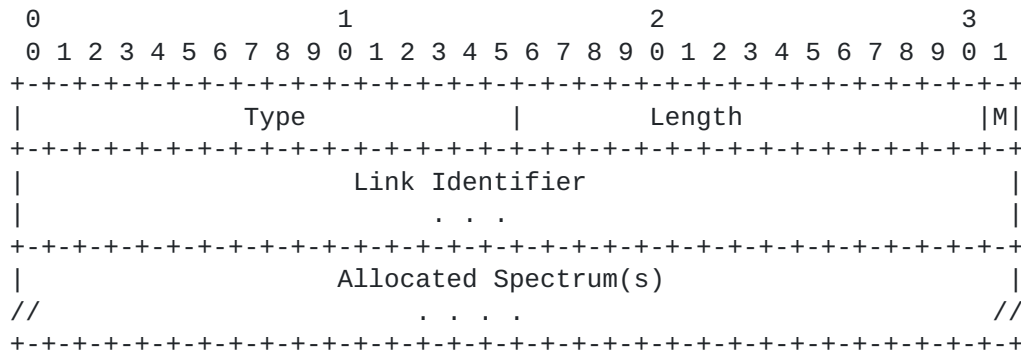 0                   1                   2                   3
 0 1 2 3 4 5 6 7 8 9 0 1 2 3 4 5 6 7 8 9 0 1 2 3 4 5 6 7 8 9 0 1
+-+-+-+-+-+-+-+-+-+-+-+-+-+-+-+-+-+-+-+-+-+-+-+-+-+-+-+-+-+-+-+-+
|              Type             |        Length               |M|
+-+-+-+-+-+-+-+-+-+-+-+-+-+-+-+-+-+-+-+-+-+-+-+-+-+-+-+-+-+-+-+-+
|                     Link Identifier                           |
|                          . . .                                |
+-+-+-+-+-+-+-+-+-+-+-+-+-+-+-+-+-+-+-+-+-+-+-+-+-+-+-+-+-+-+-+-+
|                    Allocated Spectrum(s)                      |
//                        . . . .                              //
+-+-+-+-+-+-+-+-+-+-+-+-+-+-+-+-+-+-+-+-+-+-+-+-+-+-+-+-+-+-+-+-+